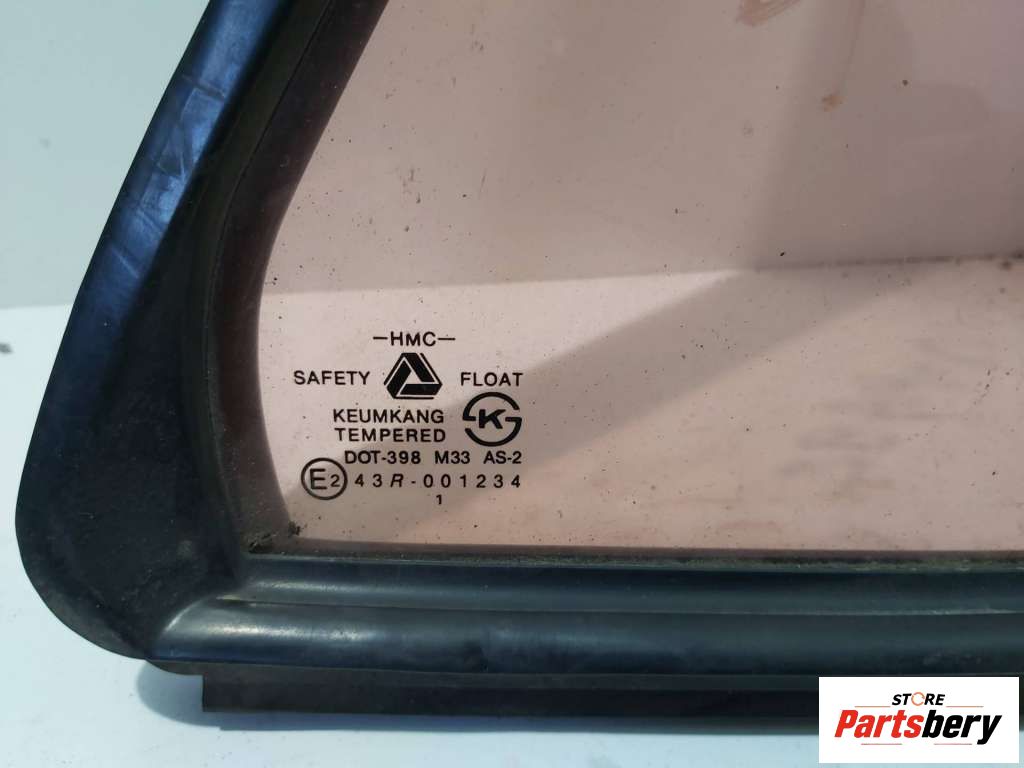 -HMC-
SAFETY FLOAT
KEUMKANG K
TEMPERED
DOT-398 M33 AS-2
E2 43R-001234
1
STORE
Partsbery